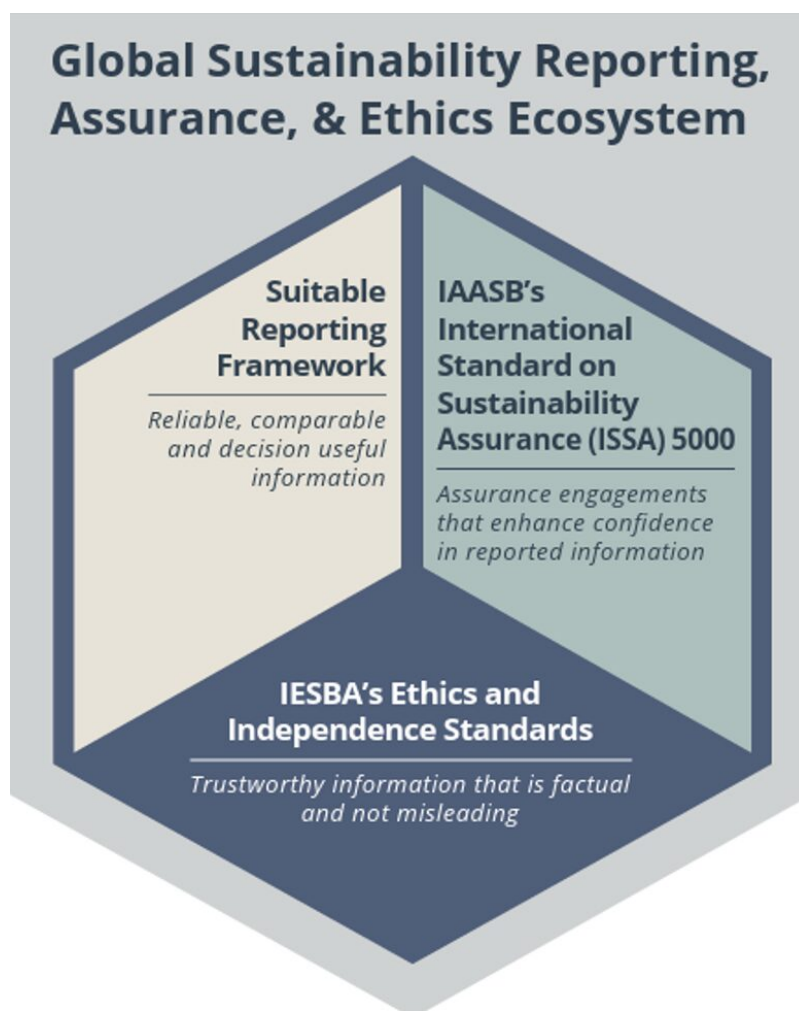 Global Sustainability Reporting,
Assurance, & Ethics Ecosystem
Suitable
Reporting
Framework
Reliable, comparable
and decision useful
information
IAASB’s
International
Standard on
Sustainability
Assurance (ISSA) 5000
Assurance engagements
that enhance confidence
in reported information
IESBA’s Ethics and
Independence Standards
Trustworthy information that is factual
and not misleading